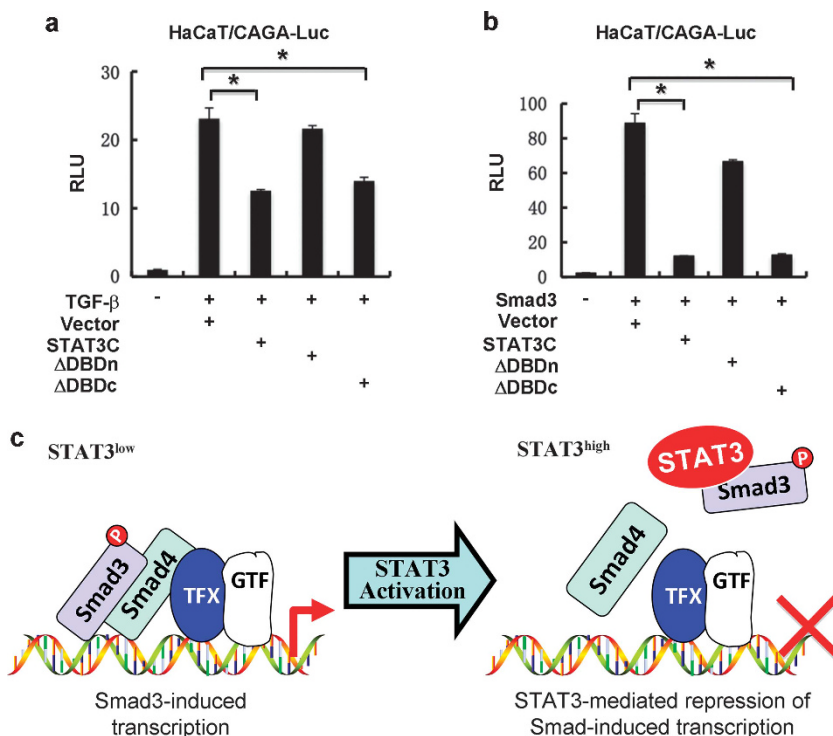 a
HaCaT/CAGA-Luc
*
*
30
20
10
0
RLU
TGF-β - + + + +
Vector +
STAT3C +
ΔDBDn +
ΔDBDc +
b
HaCaT/CAGA-Luc
*
*
100
80
60
40
20
0
RLU
Smad3 - + + + +
Vector +
STAT3C +
ΔDBDn +
ΔDBDc +
c
STAT3low
P
Smad3
Smad4
TFX
GTF
Smad3-induced
transcription
STAT3
Activation
STAT3high
STAT3
P
Smad3
Smad4
TFX
GTF
STAT3-mediated repression of
Smad-induced transcription